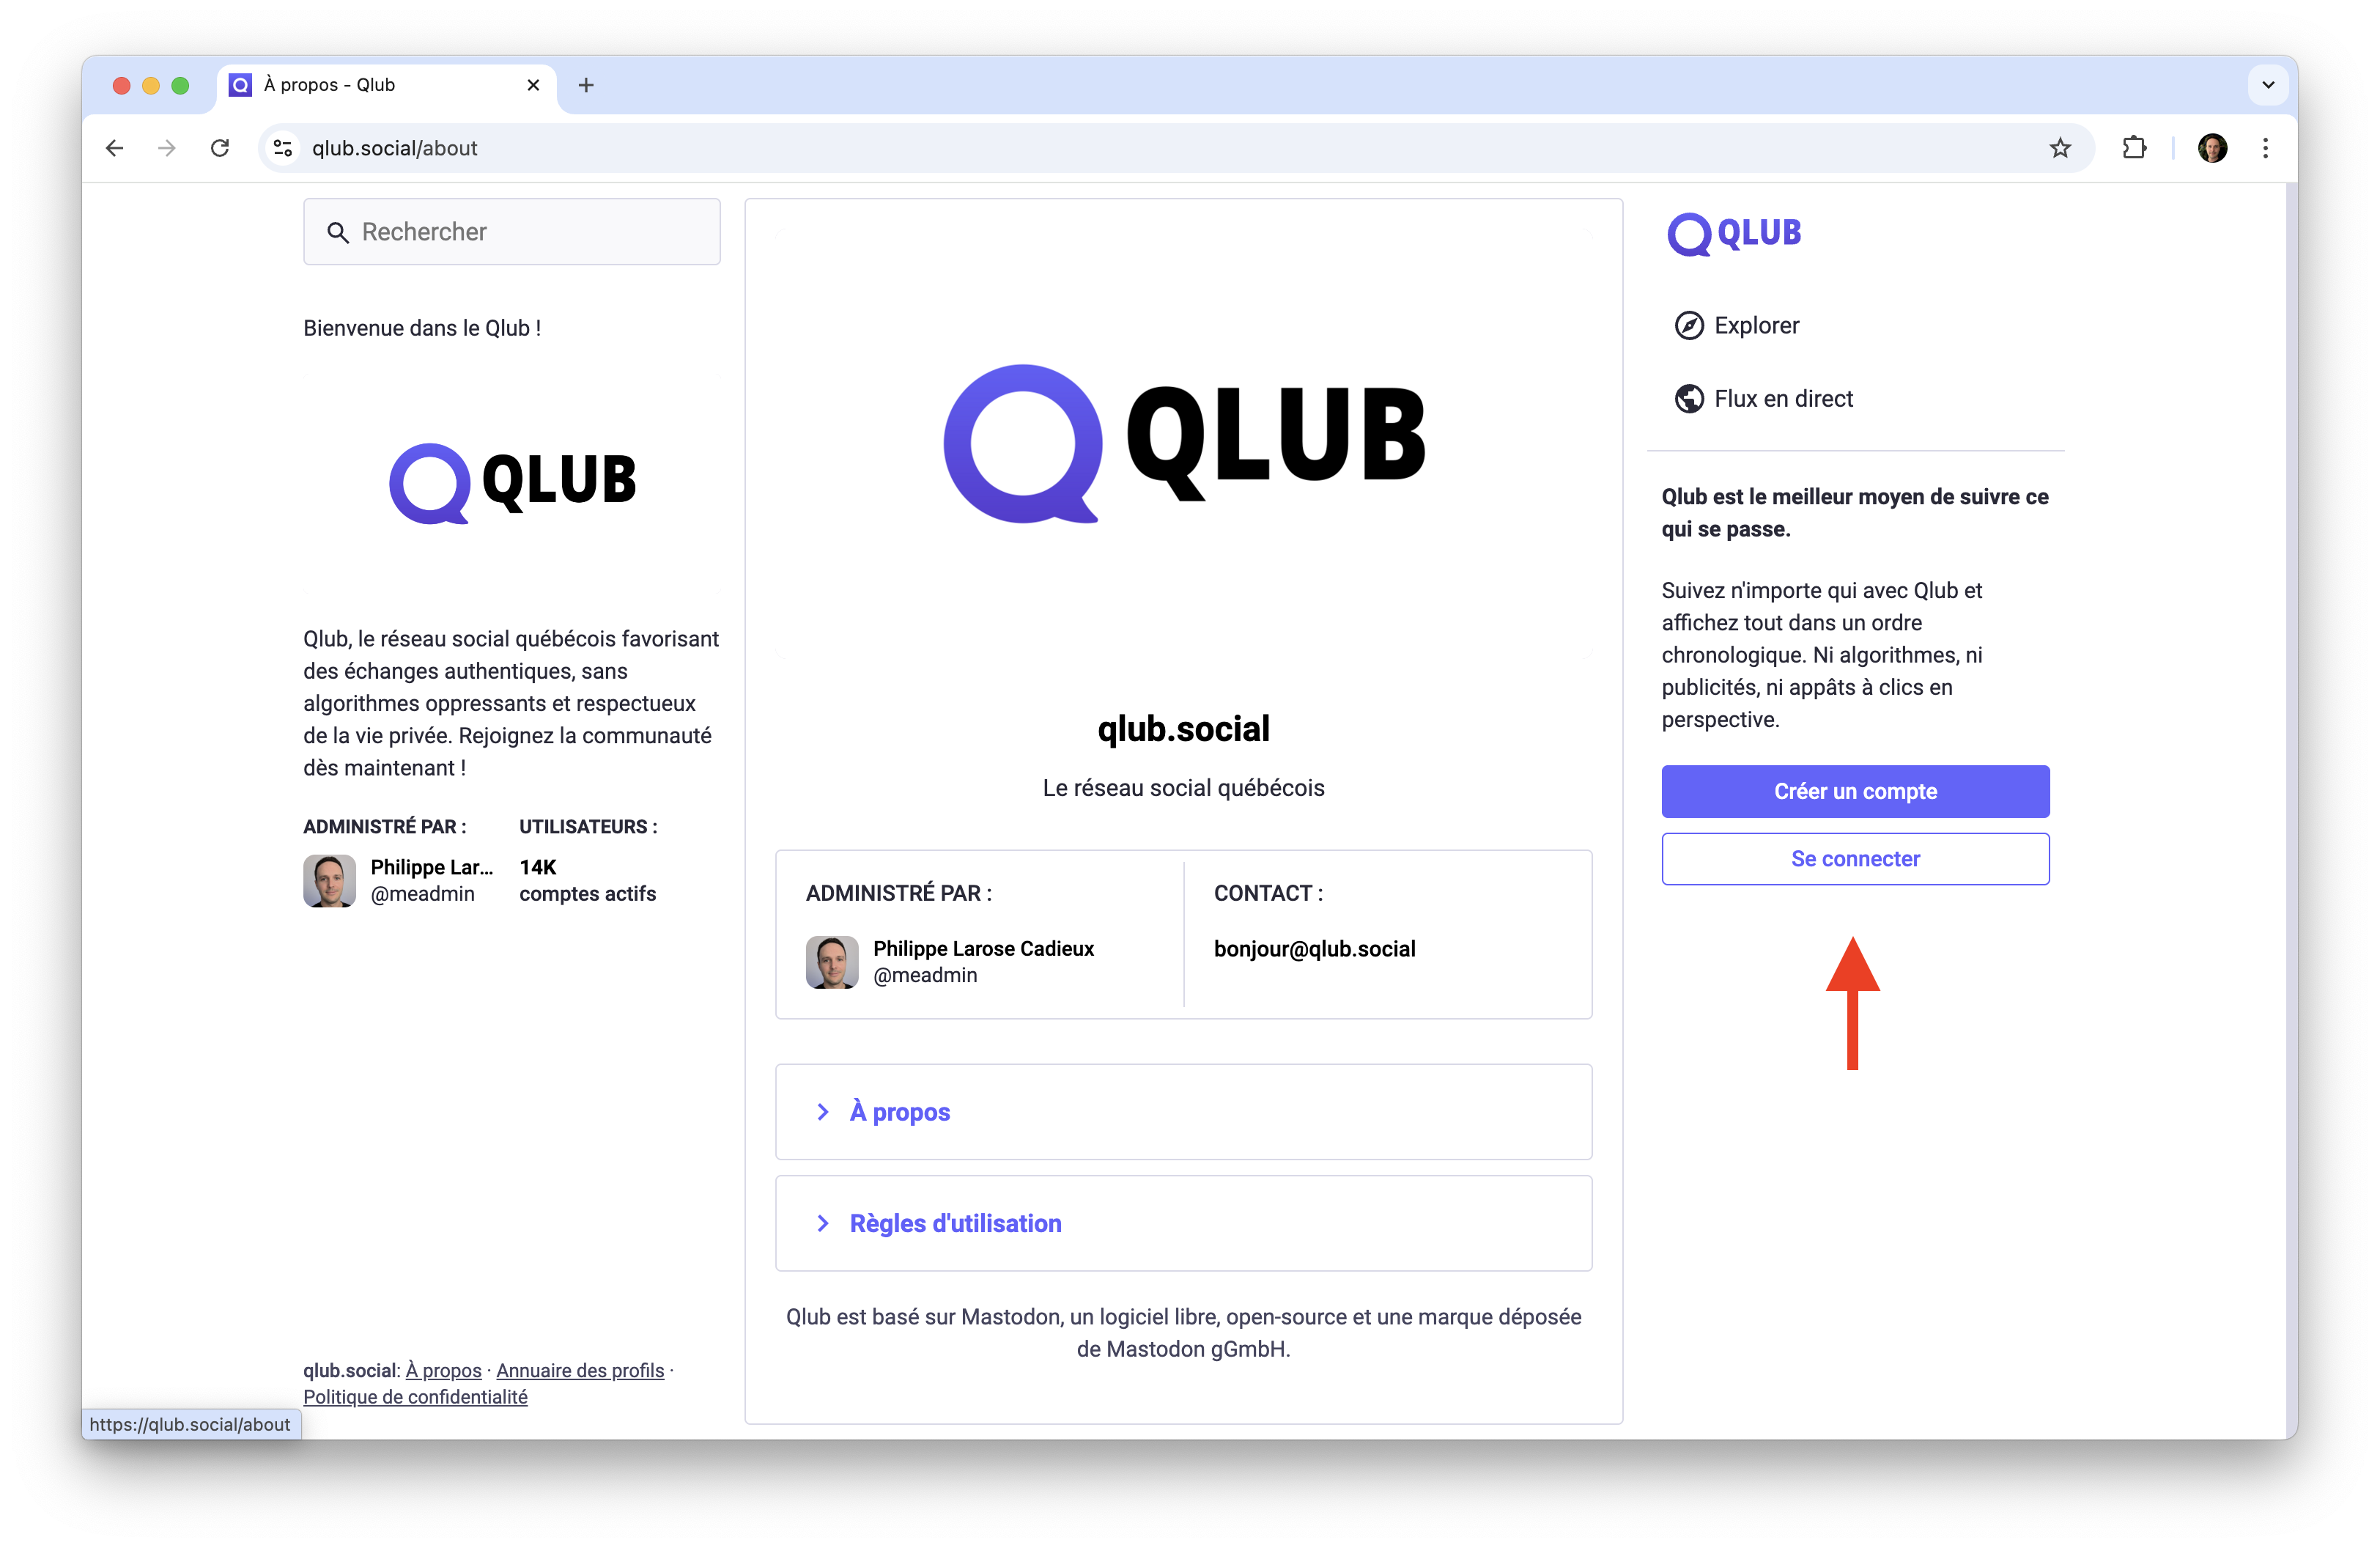 À propos - Qlub
qlub.social/about
Rechercher
Bienvenue dans le Qlub !
QLUB
Qlub, le réseau social québécois favorisant
des échanges authentiques, sans
algorithmes oppressants et respectueux
de la vie privée. Rejoignez la communauté
dès maintenant !
ADMINISTRÉ PAR :
Philippe Lar...
@meadmin
UTILISATEURS :
14K
comptes actifs
qlub.social: À propos · Annuaire des profils ·
Politique de confidentialité
https://qlub.social/about
QLUB
qlub.social
Le réseau social québécois
ADMINISTRÉ PAR :
Philippe Larose Cadieux
@meadmin
CONTACT :
bonjour@qlub.social
À propos
Règles d'utilisation
Qlub est basé sur Mastodon, un logiciel libre, open-source et une marque déposée
de Mastodon gGmbH.
QLUB
Explorer
Flux en direct
Qlub est le meilleur moyen de suivre ce
qui se passe.
Suivez n'importe qui avec Qlub et
affichez tout dans un ordre
chronologique. Ni algorithmes, ni
publicités, ni appâts à clics en
perspective.
Créer un compte
Se connecter